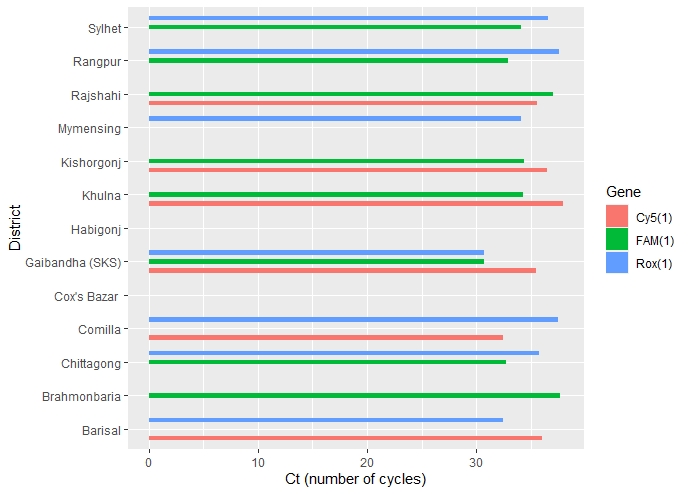 Sylhet
Rangpur
Rajshahi
Mymensing
Kishorgonj
Khulna
Habigonj
Gaibandha (SKS)
Cox's Bazar
Comilla
Chittagong
Brahmonbaria
Barisal
District
0 10 20 30
Ct (number of cycles)
Gene
Cy5(1)
FAM(1)
Rox(1)